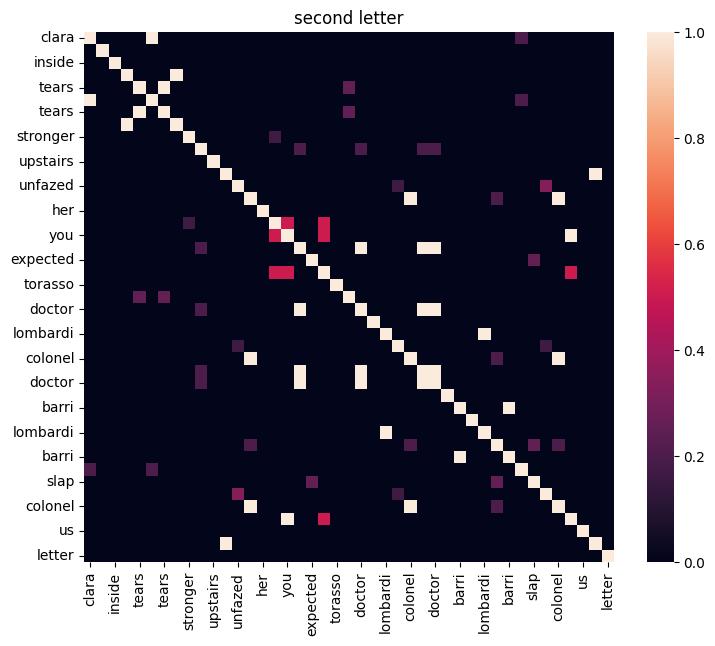 second letter
clara
inside
tears
tears
stronger
upstairs
unfazed
her
you
expected
torasso
doctor
lombardi
colonel
doctor
barri
lombardi
barri
slap
colonel
us
letter
1.0
0.8
0.6
0.4
0.2
0.0
clara
inside
tears
tears
stronger
upstairs
unfazed
her
you
expected
torasso
doctor
lombardi
colonel
doctor
barri
lombardi
barri
slap
colonel
us
letter